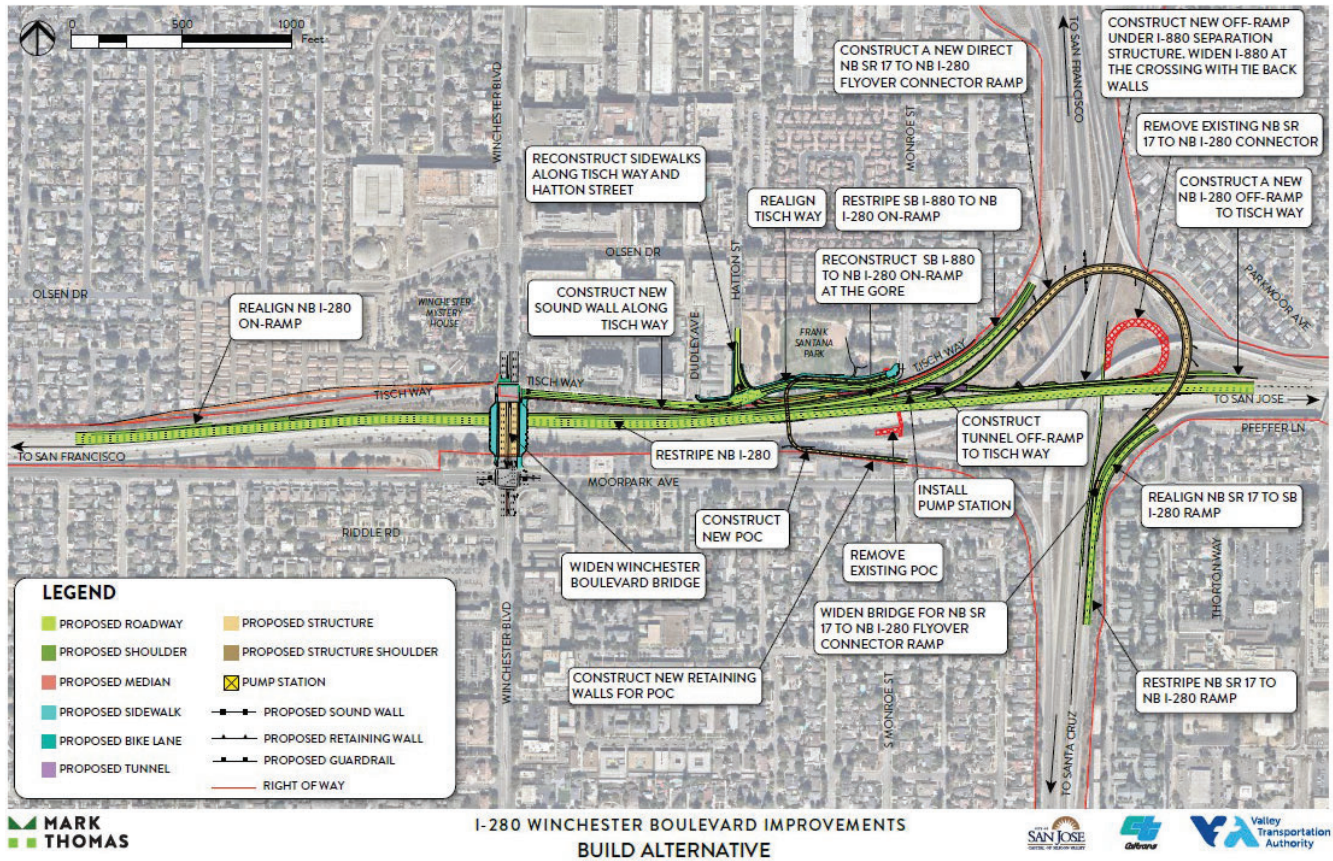 0 500 1000
Feet
TO SAN FRANCISCO
WINCHESTER BLVD
MONROE ST
CONSTRUCT A NEW DIRECT
NB SR 17 TO NB I-280
FLYOVER CONNECTOR RAMP
CONSTRUCT NEW OFF-RAMP
UNDER I-880 SEPARATION
STRUCTURE. WIDEN I-880 AT
THE CROSSING WITH TIE BACK
WALLS
REMOVE EXISTING NB SR
17 TO NB I-280 CONNECTOR
RECONSTRUCT SIDEWALKS
ALONG TISCH WAY AND
HATTON STREET
REALIGN
TISCH WAY
RESTRIPE SB I-880 TO NB
I-280 ON-RAMP
CONSTRUCT A NEW
NB I-280 OFF-RAMP
TO TISCH WAY
OLSEN DR
HATTON ST
RECONSTRUCT SB I-880
TO NB I-280 ON-RAMP
AT THE GORE
PARKMOOR AVE
OLSEN DR
REALIGN NB I-280
ON-RAMP
WINCHESTER
MYSTERY
HOUSE
CONSTRUCT NEW
SOUND WALL ALONG
TISCH WAY
DUDLEY AVE
FRANK
SANTANA
PARK
TISCH WAY
TISCH WAY
TISCH WAY
TO SAN JOSE
TO SAN FRANCISCO
RESTRIPE NB I-280
MOORPARK AVE
CONSTRUCT
TUNNEL OFF-RAMP
TO TISCH WAY
PFEFFER LN
RIDDLE RD
CONSTRUCT
NEW POC
INSTALL
PUMP STATION
REALIGN NB SR 17 TO SB
I-280 RAMP
WIDEN WINCHESTER
BOULEVARD BRIDGE
REMOVE
EXISTING POC
THORTON WAY
WIDEN BRIDGE FOR NB SR
17 TO NB I-280 FLYOVER
CONNECTOR RAMP
WINCHESTER BLVD
CONSTRUCT NEW RETAINING
WALLS FOR POC
S MONROE ST
RESTRIPE NB SR 17 TO
NB I-280 RAMP
TO SANTA CRUZ
LEGEND
PROPOSED ROADWAY
PROPOSED SHOULDER
PROPOSED MEDIAN
PROPOSED SIDEWALK
PROPOSED BIKE LANE
PROPOSED TUNNEL
PROPOSED STRUCTURE
PROPOSED STRUCTURE SHOULDER
PUMP STATION
PROPOSED SOUND WALL
PROPOSED RETAINING WALL
PROPOSED GUARDRAIL
RIGHT OF WAY
MARK
THOMAS
I-280 WINCHESTER BOULEVARD IMPROVEMENTS
BUILD ALTERNATIVE
CITY OF
SAN JOSE
CAPITAL OF SILICON VALLEY
Caltrans
Valley
Transportation
Authority